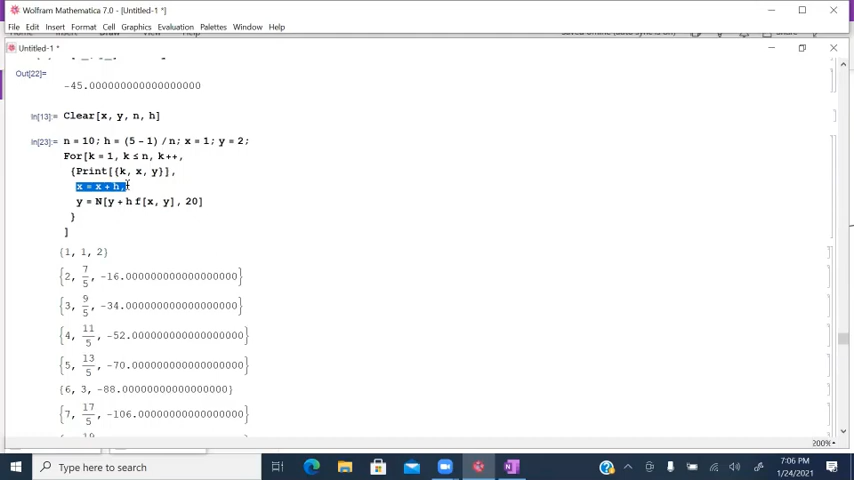 Wolfram Mathematica 7.0 - [Untitled-1 *]
File Edit Insert Format Cell Graphics Evaluation Palettes Window Help
Untitled-1 *
Out[22]=
-45.000000000000000000
In[13]:= Clear[x, y, n, h]
In[23]:= n = 10; h = (5 - 1) / n; x = 1; y = 2;
For[k = 1, k ≤ n, k++,
{Print[{k, x, y}],
x = x + h,
y = N[y + h f[x, y], 20]
}
]
{1, 1, 2}
{2, 7/5, -16.000000000000000000}
{3, 9/5, -34.000000000000000000}
{4, 11/5, -52.000000000000000000}
{5, 13/5, -70.000000000000000000}
{6, 3, -88.000000000000000000}
{7, 17/5, -106.00000000000000000}
19
200%
Type here to search
7:06 PM
1/24/2021